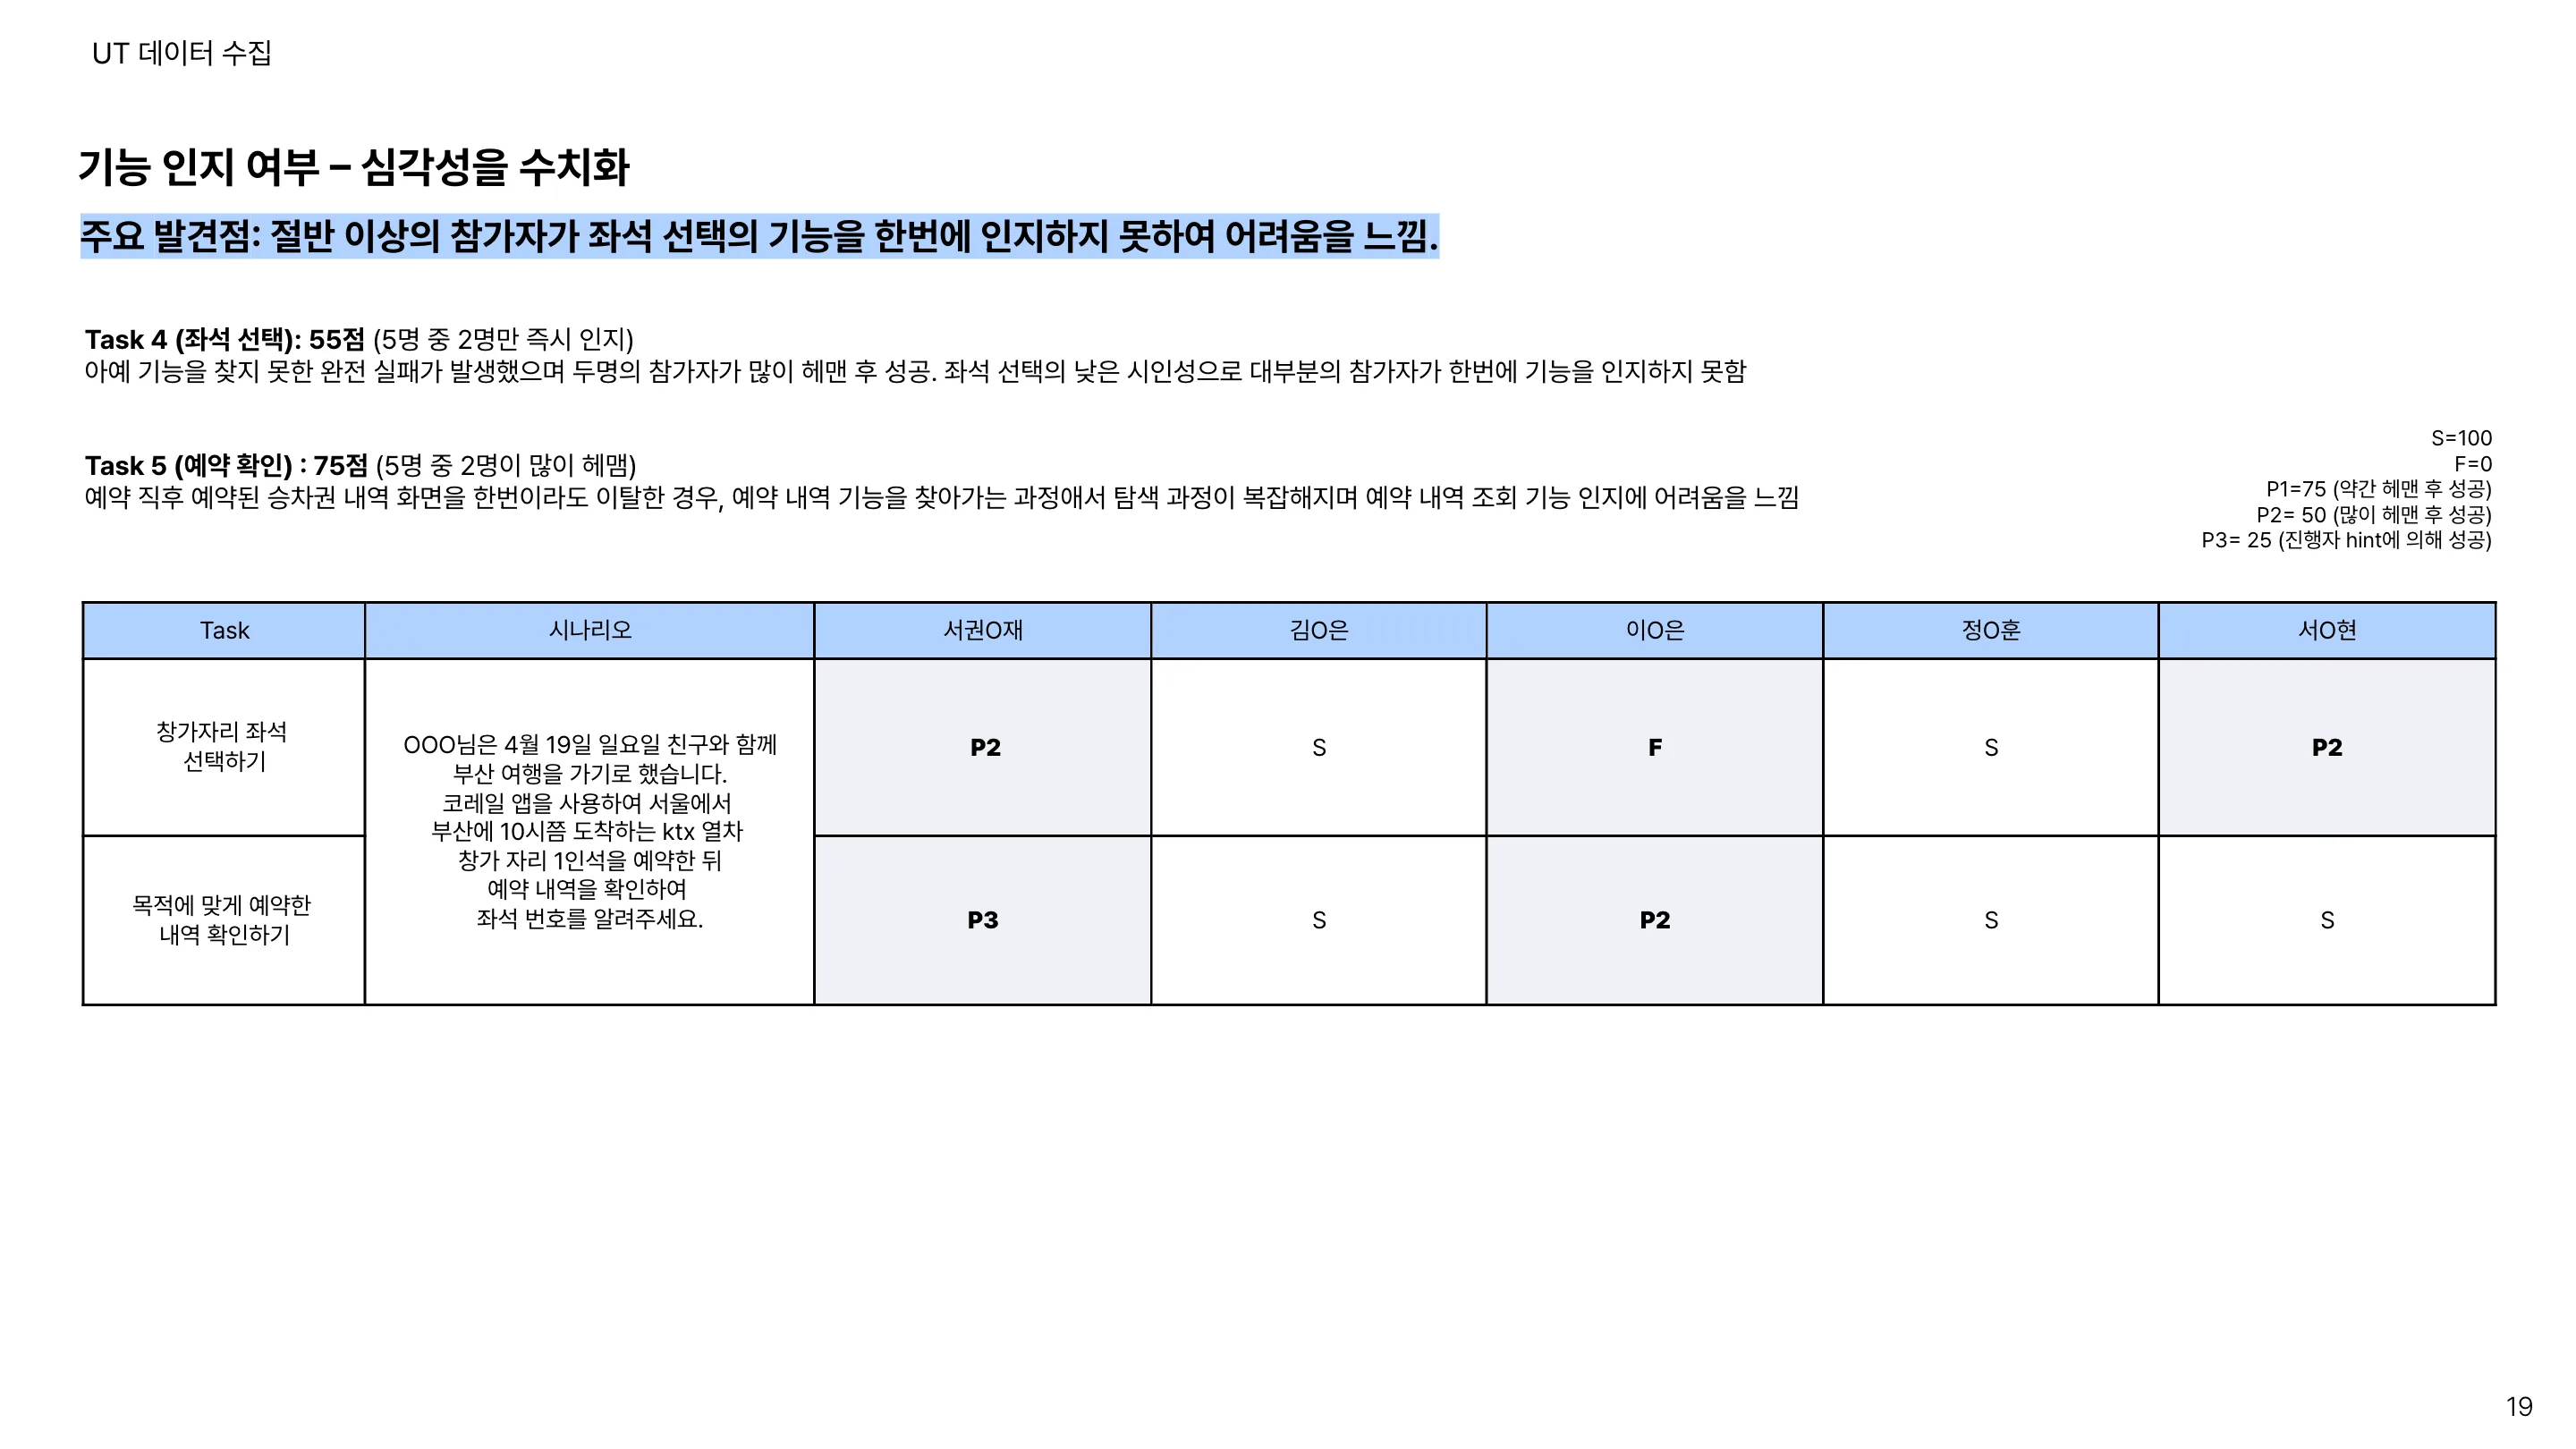 UT 데이터 수집
기능 인지 여부 – 심각성을 수치화
주요 발견점: 절반 이상의 참가자가 좌석 선택의 기능을 한번에 인지하지 못하여 어려움을 느낌.
Task 4 (좌석 선택): 55점 (5명 중 2명만 즉시 인지)
아예 기능을 찾지 못한 완전 실패가 발생했으며 두명의 참가자가 많이 헤맨 후 성공. 좌석 선택의 낮은 시인성으로 대부분의 참가자가 한번에 기능을 인지하지 못함
Task 5 (예약 확인) : 75점 (5명 중 2명이 많이 헤맴)
예약 직후 예약된 승차권 내역 화면을 한번이라도 이탈한 경우, 예약 내역 기능을 찾아가는 과정애서 탐색 과정이 복잡해지며 예약 내역 조회 기능 인지에 어려움을 느낌
S=100
F=0
P1=75 (약간 헤맨 후 성공)
P2= 50 (많이 헤맨 후 성공)
P3= 25 (진행자 hint에 의해 성공)
Task 시나리오 서권O재 김O은 이O은 정O훈 서O현
창가자리 좌석
선택하기
OOO님은 4월 19일 일요일 친구와 함께
부산 여행을 가기로 했습니다.
코레일 앱을 사용하여 서울에서
부산에 10시쯤 도착하는 ktx 열차
창가 자리 1인석을 예약한 뒤
예약 내역을 확인하여
좌석 번호를 알려주세요.
P2 S F S P2
목적에 맞게 예약한
내역 확인하기
P3 S P2 S S
19